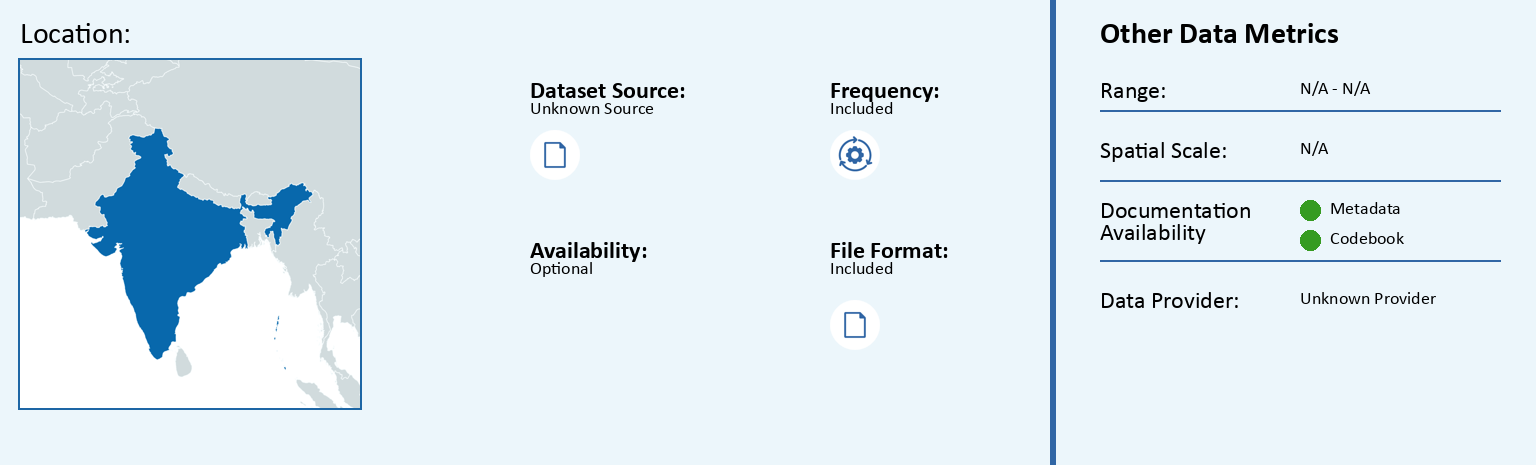 Location:
Dataset Source:
Unknown Source
Frequency:
Included
Availability:
Optional
File Format:
Included
Other Data Metrics
Range:
N/A - N/A
Spatial Scale:
N/A
Documentation
Availability
Metadata
Codebook
Data Provider:
Unknown Provider